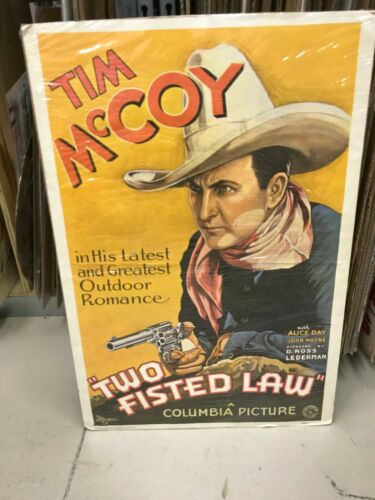 TIM
McCOY
in His Latest
and Greatest
Outdoor
Romance
with
ALICE DAY
JOHN WAYNE
DIRECTED BY
D. ROSS
LEDERMAN
"TWO
FISTED LAW"
A
COLUMBIA PICTURE